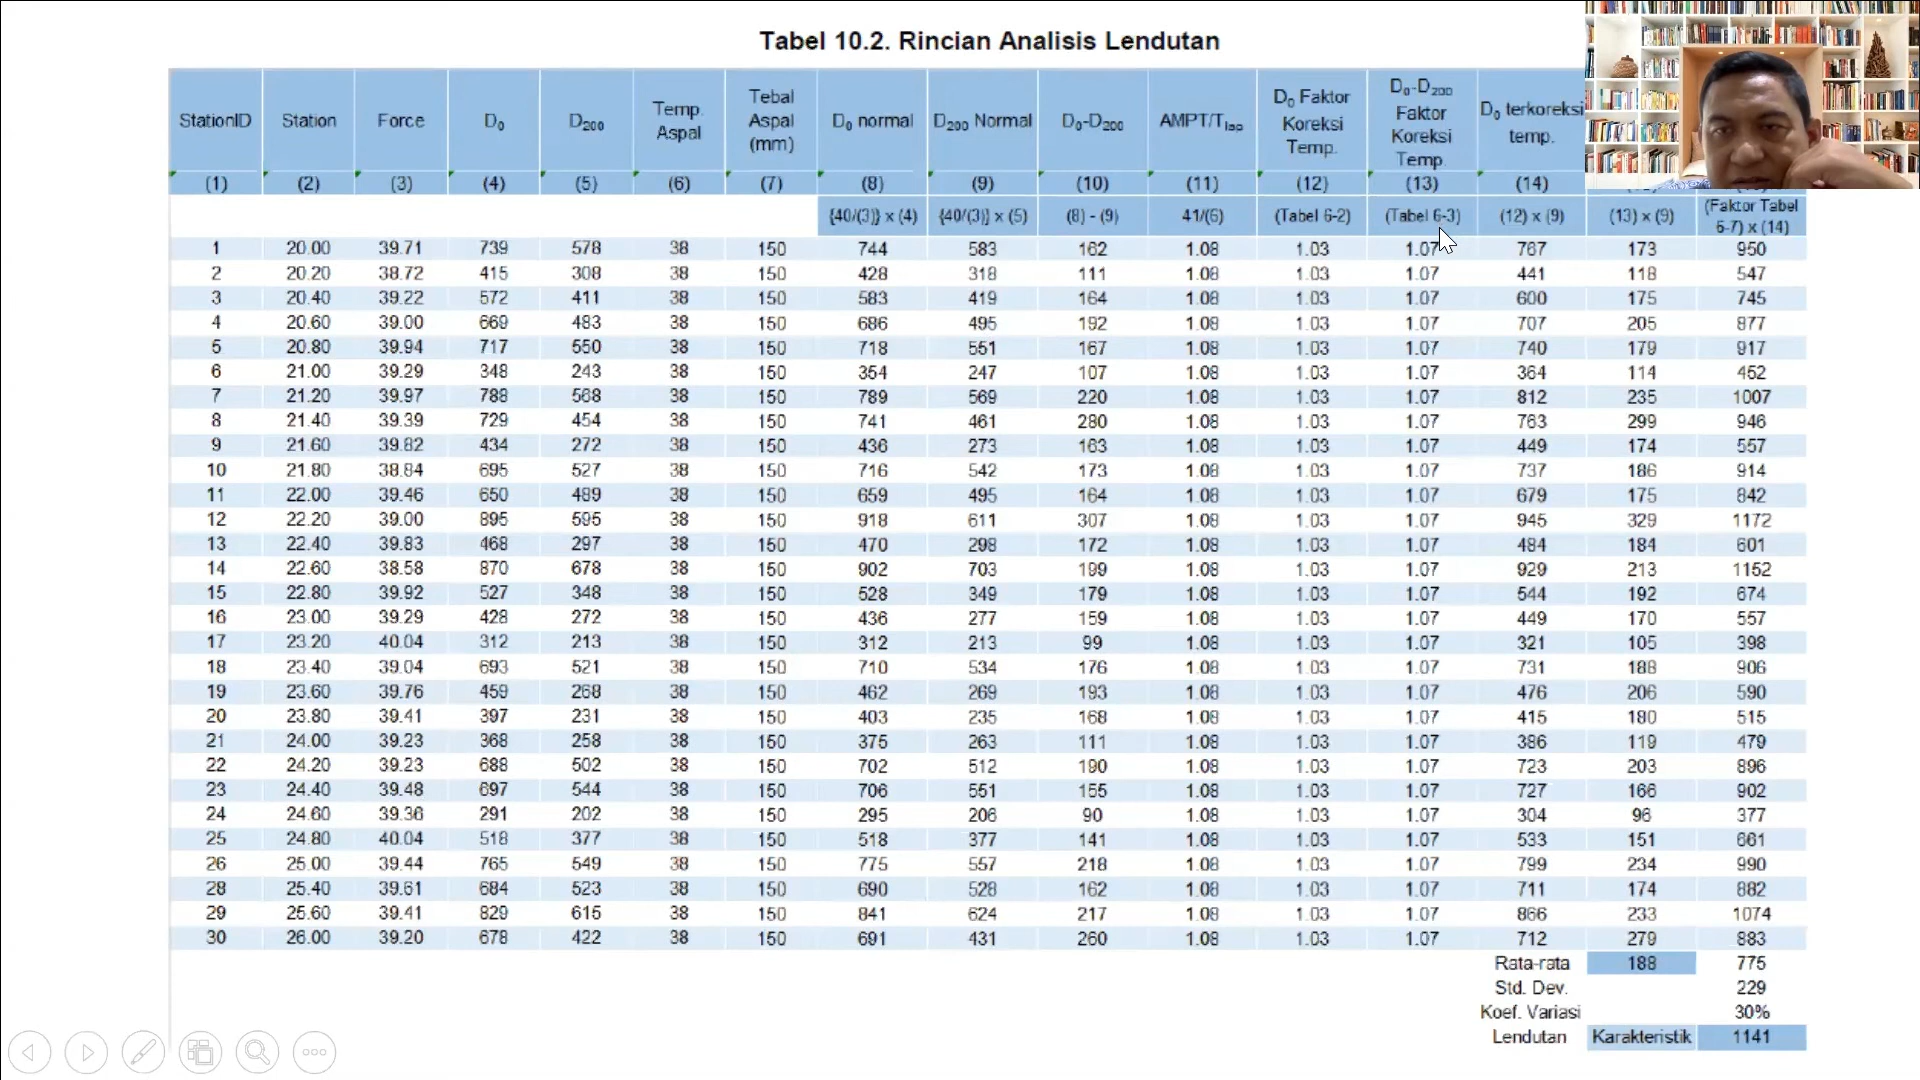 Tabel 10.2. Rincian Analisis Lendutan
StationID Station Force D0 D200 Temp. Aspal Tebal Aspal (mm) D0 normal D200 Normal D0-D200 AMPT/Tlap D0 Faktor Koreksi Temp. D0-D200 Faktor Koreksi Temp. D0 terkoreksi temp.
(1) (2) (3) (4) (5) (6) (7) (8) (9) (10) (11) (12) (13) (14)
{40/(3)} x (4) {40/(3)} x (5) (8) - (9) 41/(6) (Tabel 6-2) (Tabel 6-3) (12) x (9) (13) x (9) (Faktor Tabel 6-7) x (14)
1 20.00 39.71 739 578 38 150 744 583 162 1.08 1.03 1.07 767 173 950
2 20.20 38.72 415 308 38 150 428 318 111 1.08 1.03 1.07 441 118 547
3 20.40 39.22 572 411 38 150 583 419 164 1.08 1.03 1.07 600 175 745
4 20.60 39.00 669 483 38 150 686 495 192 1.08 1.03 1.07 707 205 877
5 20.80 39.94 717 550 38 150 718 551 167 1.08 1.03 1.07 740 179 917
6 21.00 39.29 348 243 38 150 354 247 107 1.08 1.03 1.07 364 114 452
7 21.20 39.97 788 568 38 150 789 569 220 1.08 1.03 1.07 812 235 1007
8 21.40 39.39 729 454 38 150 741 461 280 1.08 1.03 1.07 763 299 946
9 21.60 39.82 434 272 38 150 436 273 163 1.08 1.03 1.07 449 174 557
10 21.80 38.84 695 527 38 150 716 542 173 1.08 1.03 1.07 737 186 914
11 22.00 39.46 650 489 38 150 659 495 164 1.08 1.03 1.07 679 175 842
12 22.20 39.00 895 595 38 150 918 611 307 1.08 1.03 1.07 945 329 1172
13 22.40 39.83 468 297 38 150 470 298 172 1.08 1.03 1.07 484 184 601
14 22.60 38.58 870 678 38 150 902 703 199 1.08 1.03 1.07 929 213 1152
15 22.80 39.92 527 348 38 150 528 349 179 1.08 1.03 1.07 544 192 674
16 23.00 39.29 428 272 38 150 436 277 159 1.08 1.03 1.07 449 170 557
17 23.20 40.04 312 213 38 150 312 213 99 1.08 1.03 1.07 321 105 398
18 23.40 39.04 693 521 38 150 710 534 176 1.08 1.03 1.07 731 188 906
19 23.60 39.76 459 268 38 150 462 269 193 1.08 1.03 1.07 476 206 590
20 23.80 39.41 397 231 38 150 403 235 168 1.08 1.03 1.07 415 180 515
21 24.00 39.23 368 258 38 150 375 263 111 1.08 1.03 1.07 386 119 479
22 24.20 39.23 688 502 38 150 702 512 190 1.08 1.03 1.07 723 203 896
23 24.40 39.48 697 544 38 150 706 551 155 1.08 1.03 1.07 727 166 902
24 24.60 39.36 291 202 38 150 295 206 90 1.08 1.03 1.07 304 96 377
25 24.80 40.04 518 377 38 150 518 377 141 1.08 1.03 1.07 533 151 661
26 25.00 39.44 765 549 38 150 775 557 218 1.08 1.03 1.07 799 234 990
28 25.40 39.61 684 523 38 150 690 528 162 1.08 1.03 1.07 711 174 882
29 25.60 39.41 829 615 38 150 841 624 217 1.08 1.03 1.07 866 233 1074
30 26.00 39.20 678 422 38 150 691 431 260 1.08 1.03 1.07 712 279 883
Rata-rata 188 775
Std. Dev. 229
Koef. Variasi 30%
Lendutan Karakteristik 1141